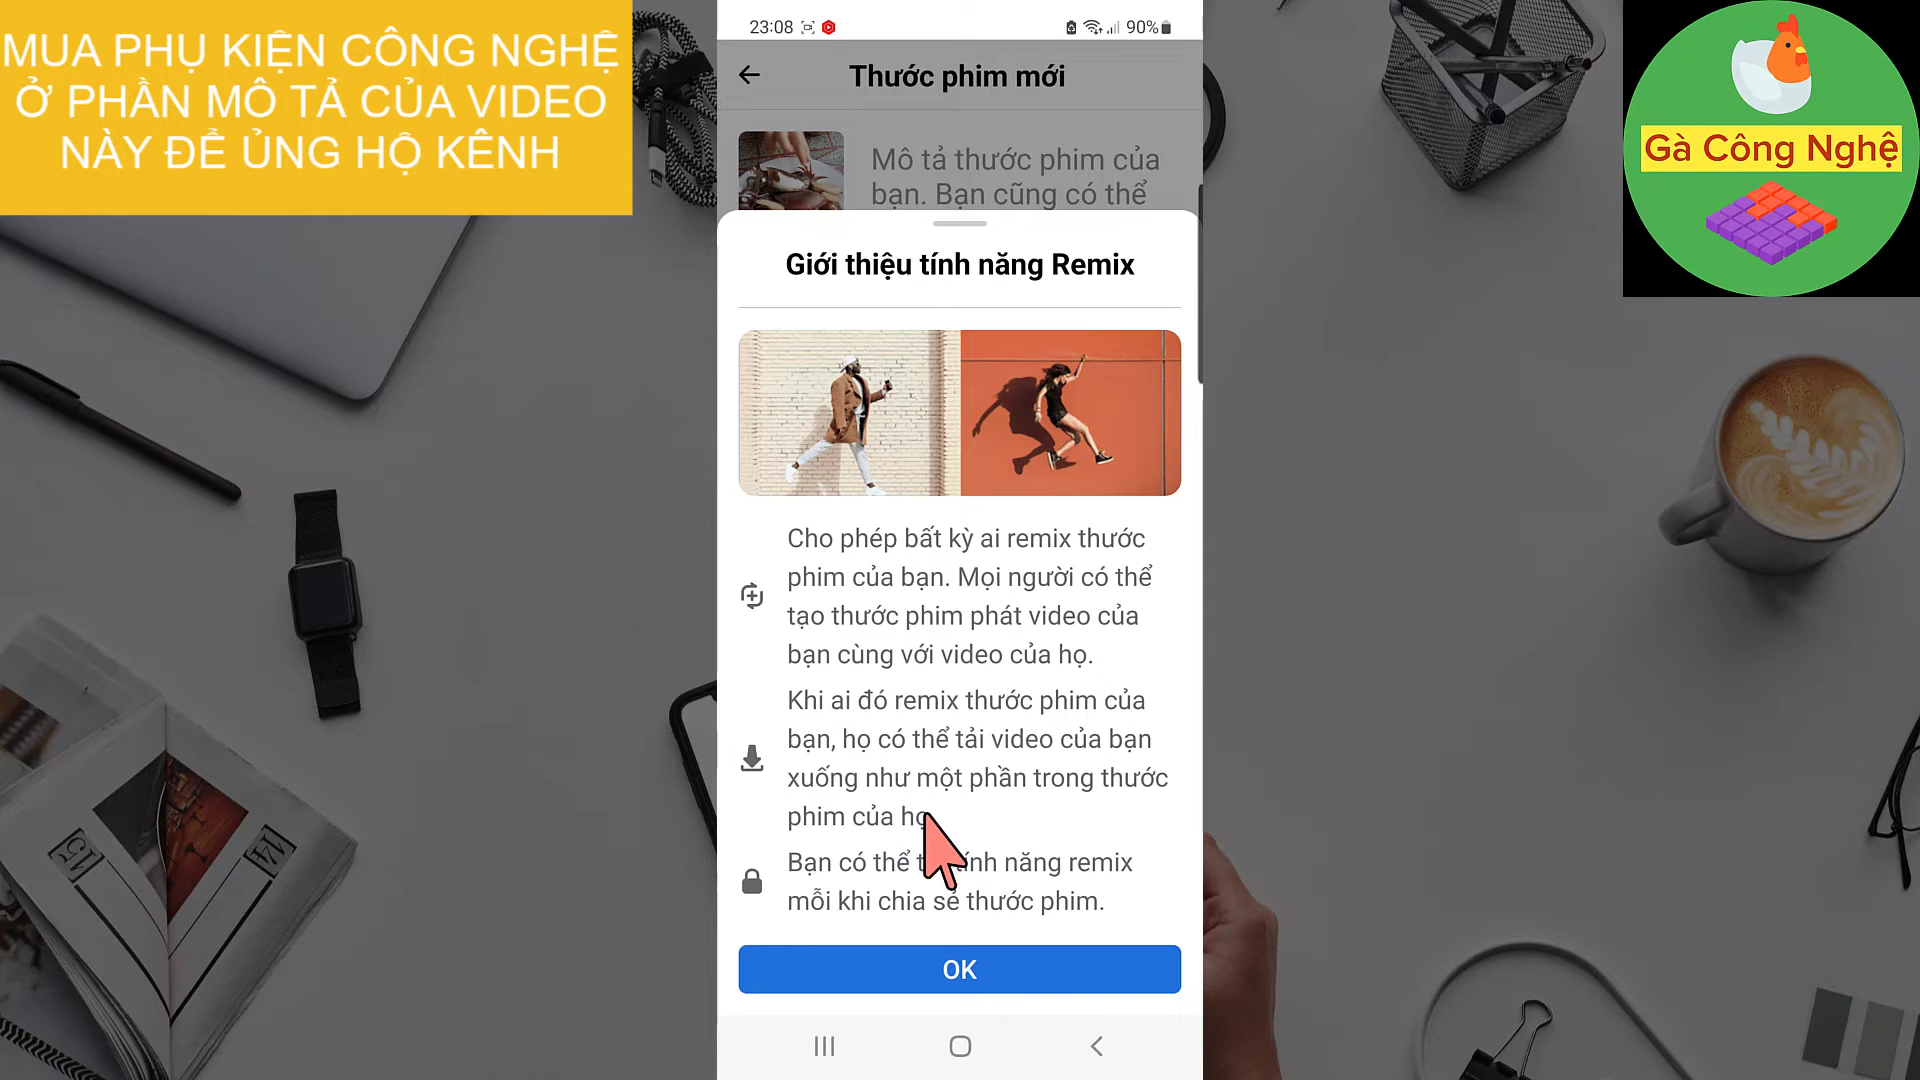 MUA PHỤ KIỆN CÔNG NGHỆ
Ở PHẦN MÔ TẢ CỦA VIDEO
NÀY ĐỂ ỦNG HỘ KÊNH
23:08
90%
Thước phim mới
Mô tả thước phim của
bạn. Bạn cũng có thể
Gà Công Nghệ
Giới thiệu tính năng Remix
Cho phép bất kỳ ai remix thước
phim của bạn. Mọi người có thể
tạo thước phim phát video của
bạn cùng với video của họ.
Khi ai đó remix thước phim của
bạn, họ có thể tải video của bạn
xuống như một phần trong thước
phim của họ
Bạn có thể tính năng remix
mỗi khi chia sẻ thước phim.
OK